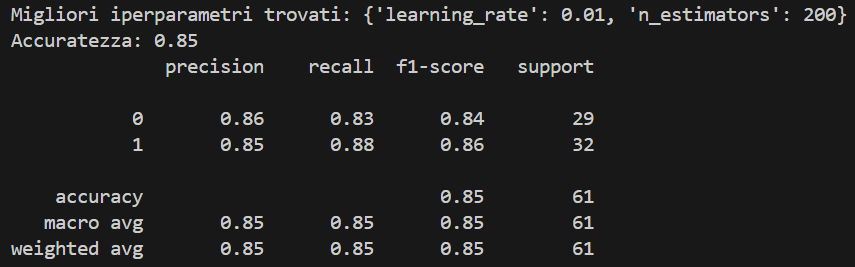 Migliori iperparametri trovati: {'learning_rate': 0.01, 'n_estimators': 200}
Accuratezza: 0.85
              precision    recall  f1-score   support

           0       0.86      0.83      0.84        29
           1       0.85      0.88      0.86        32

    accuracy                           0.85        61
   macro avg       0.85      0.85      0.85        61
weighted avg       0.85      0.85      0.85        61